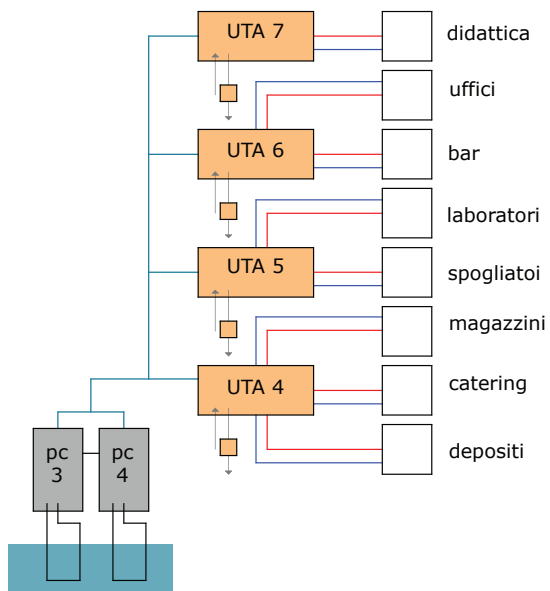 UTA 7
didattica
uffici
UTA 6
bar
laboratori
UTA 5
spogliatoi
magazzini
UTA 4
catering
depositi
pc
3
pc
4